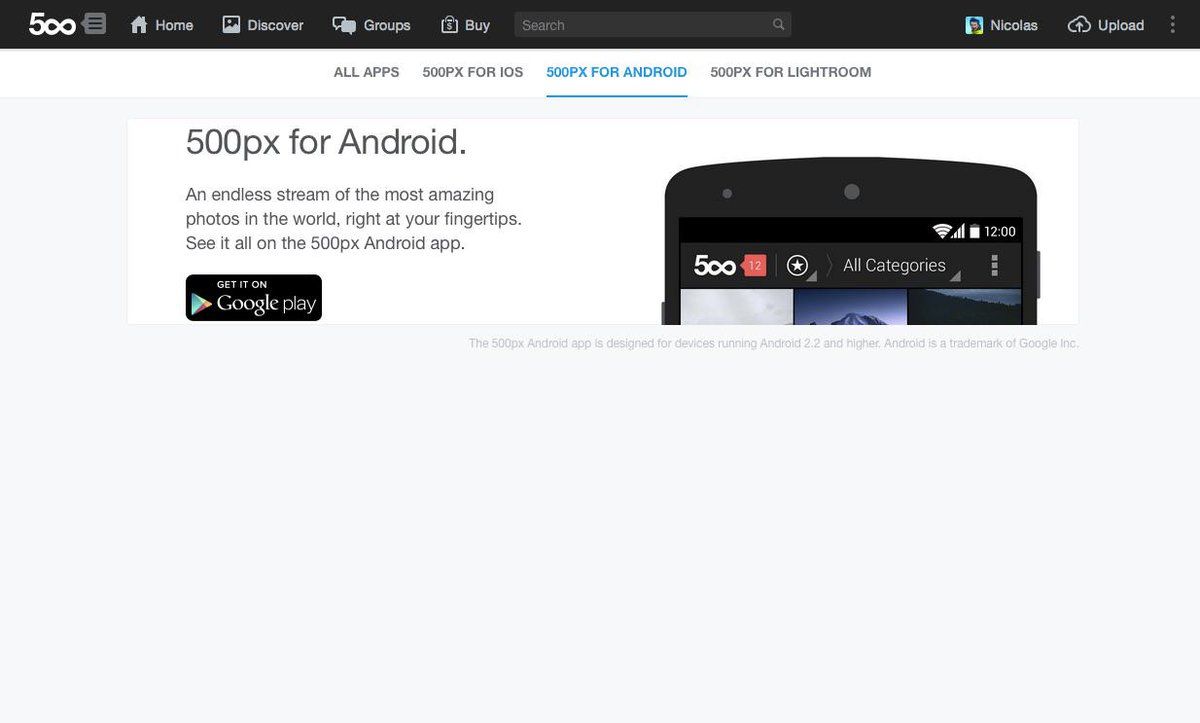 500 Home Discover Groups Buy Search Nicolas Upload
ALL APPS 500PX FOR IOS 500PX FOR ANDROID 500PX FOR LIGHTROOM
500px for Android.
An endless stream of the most amazing
photos in the world, right at your fingertips.
See it all on the 500px Android app.
GET IT ON
Google play
12:00
500 12 All Categories
The 500px Android app is designed for devices running Android 2.2 and higher. Android is a trademark of Google Inc.